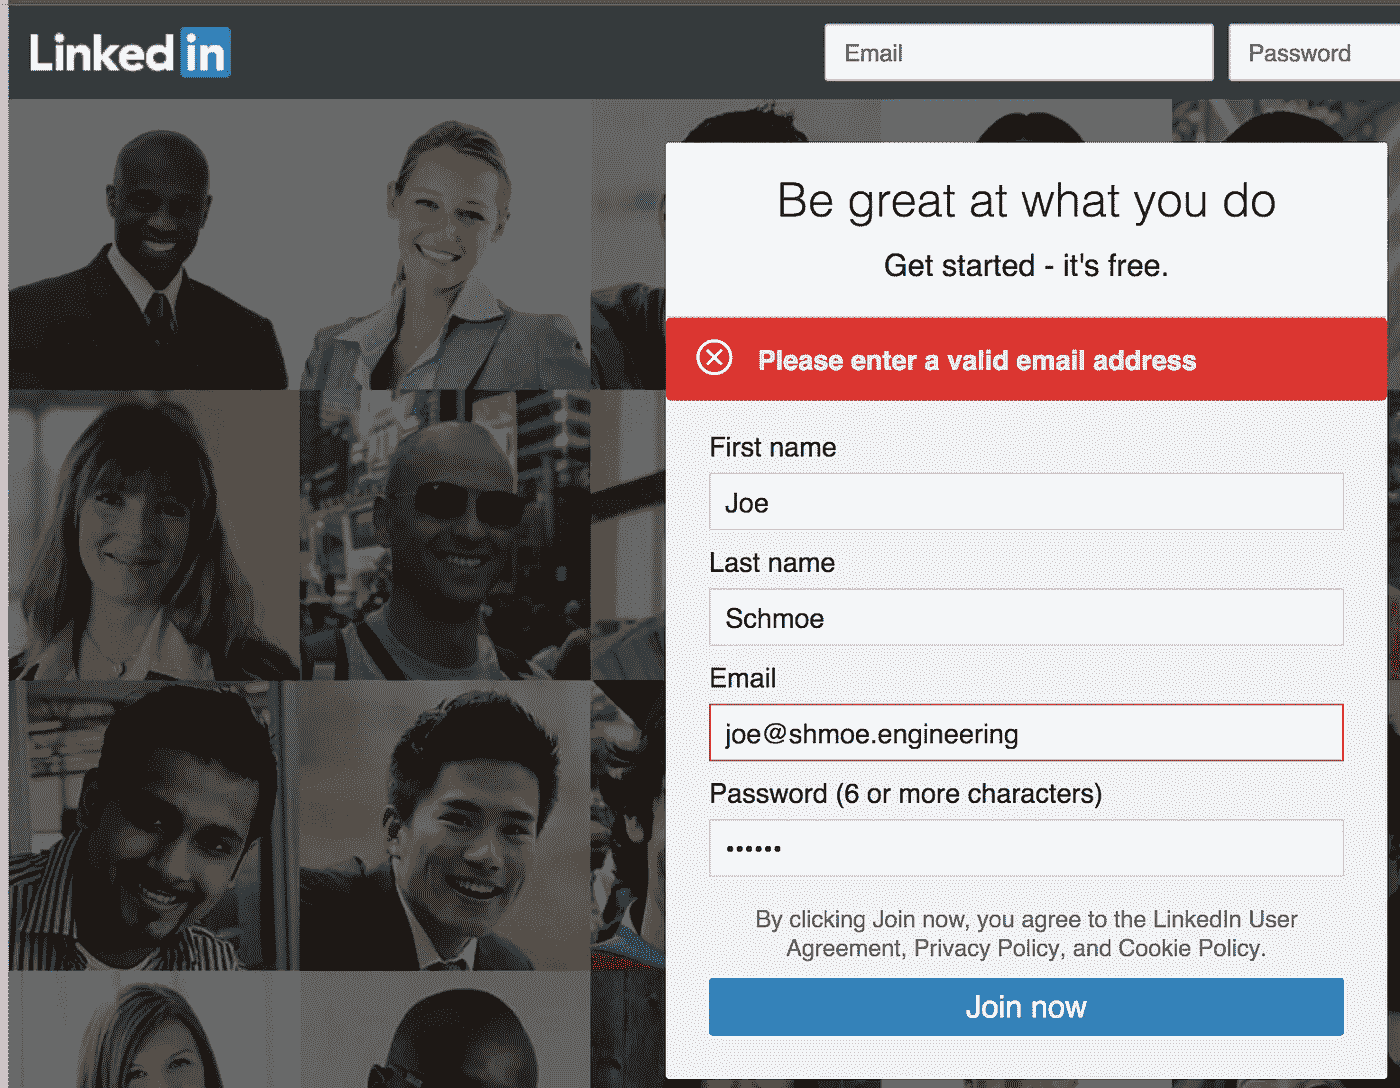 Linked in
Email
Password
Be great at what you do
Get started - it's free.
Please enter a valid email address
First name
Joe
Last name
Schmoe
Email
joe@shmoe.engineering
Password (6 or more characters)
••••••
By clicking Join now, you agree to the LinkedIn User
Agreement, Privacy Policy, and Cookie Policy.
Join now